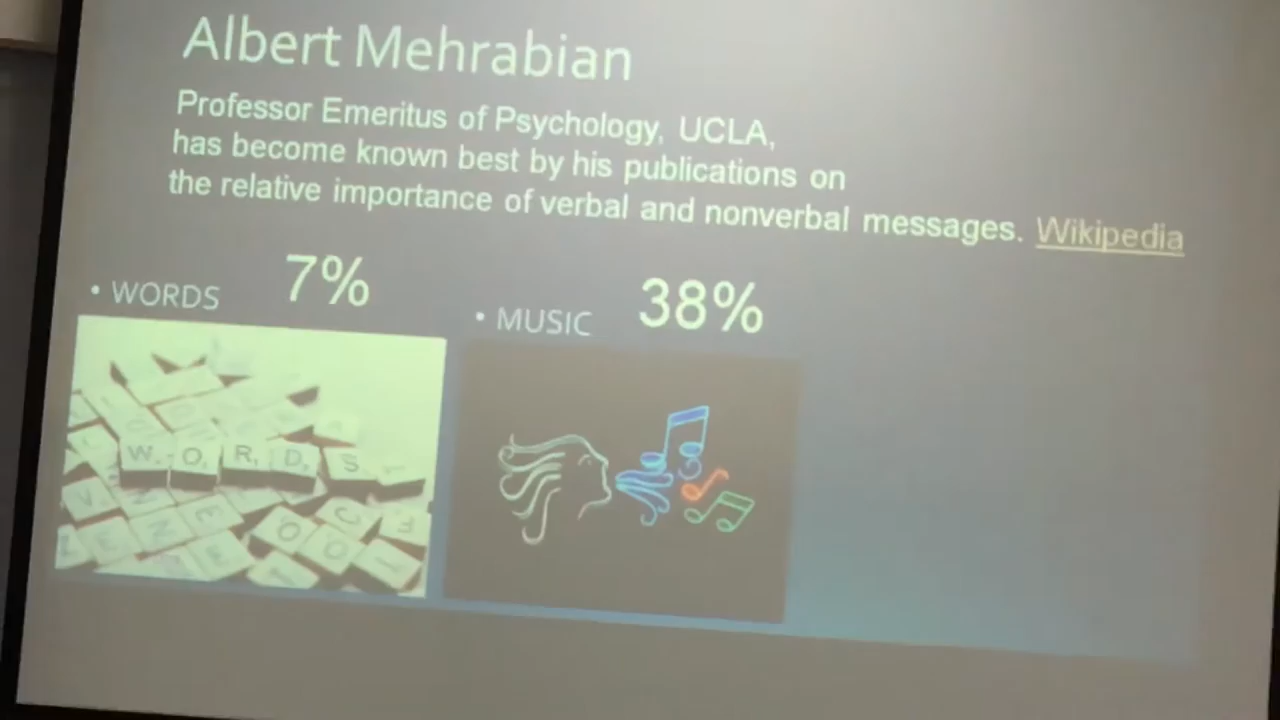 Albert Mehrabian
Professor Emeritus of Psychology, UCLA,
has become known best by his publications on
the relative importance of verbal and nonverbal messages. Wikipedia
• WORDS 7%
• MUSIC 38%
W O R D S